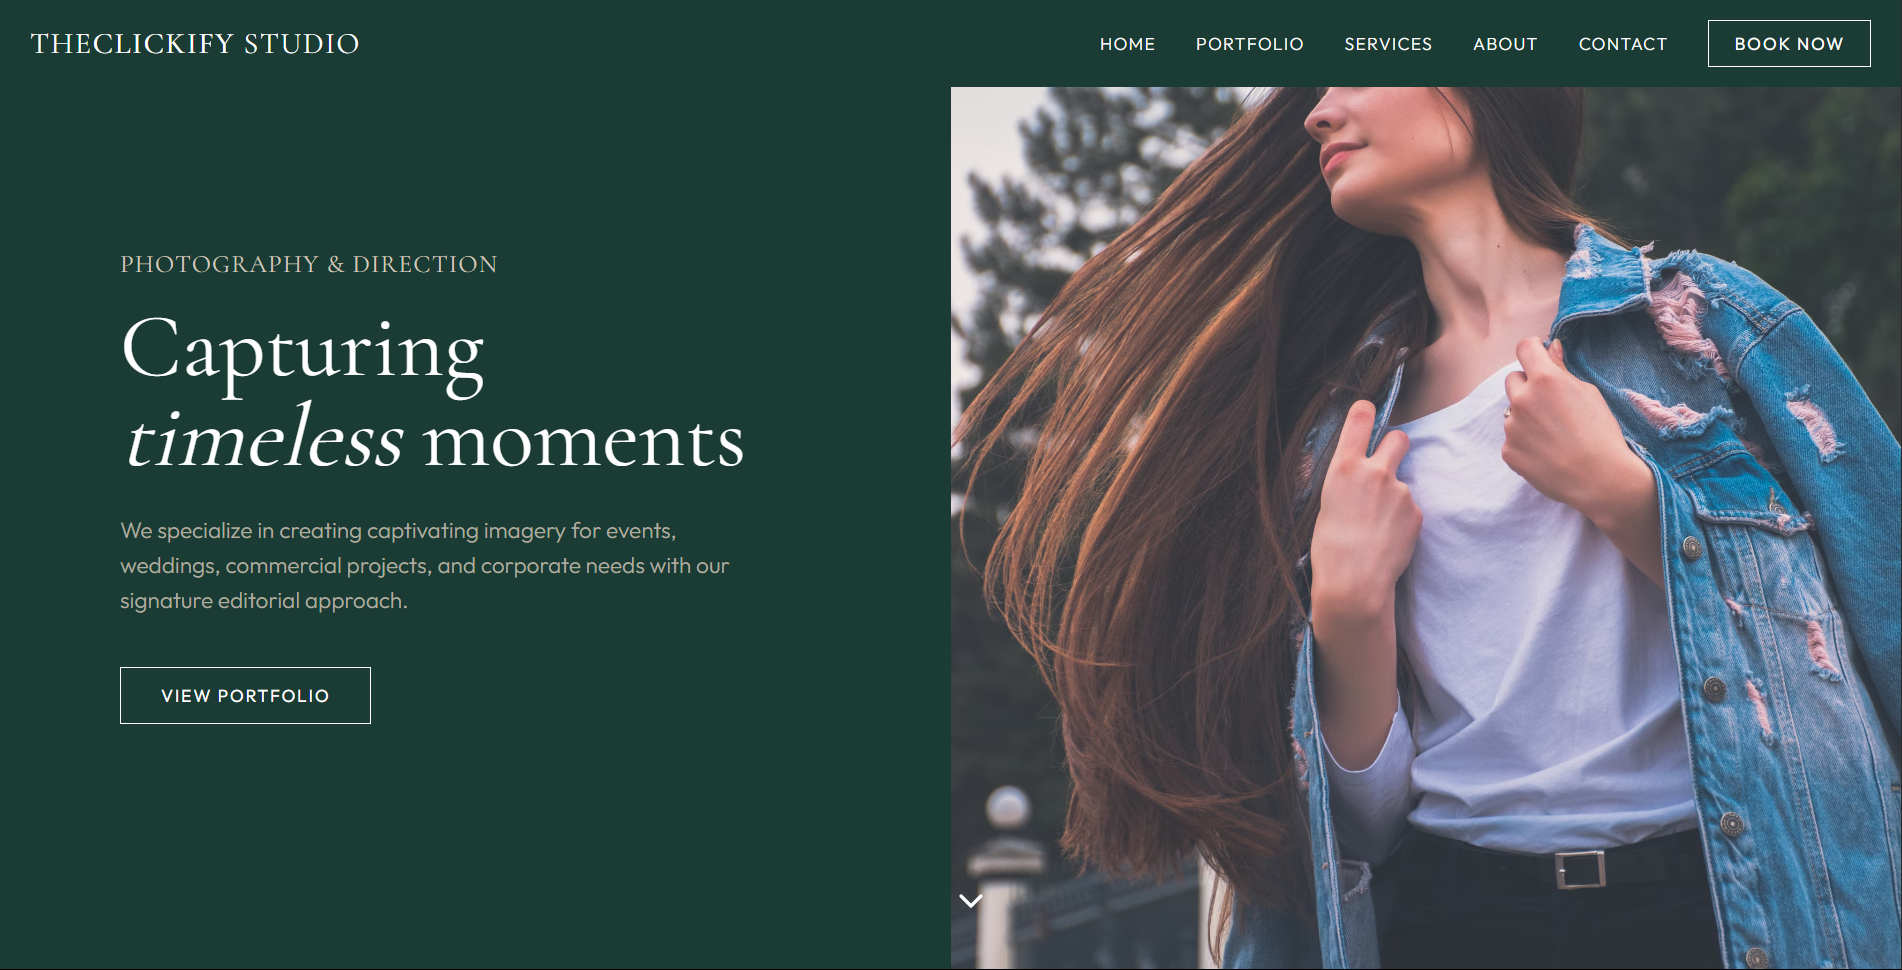 THECLICKIFY STUDIO
HOME
PORTFOLIO
SERVICES
ABOUT
CONTACT
BOOK NOW
PHOTOGRAPHY & DIRECTION
Capturing
timeless moments
We specialize in creating captivating imagery for events,
weddings, commercial projects, and corporate needs with our
signature editorial approach.
VIEW PORTFOLIO